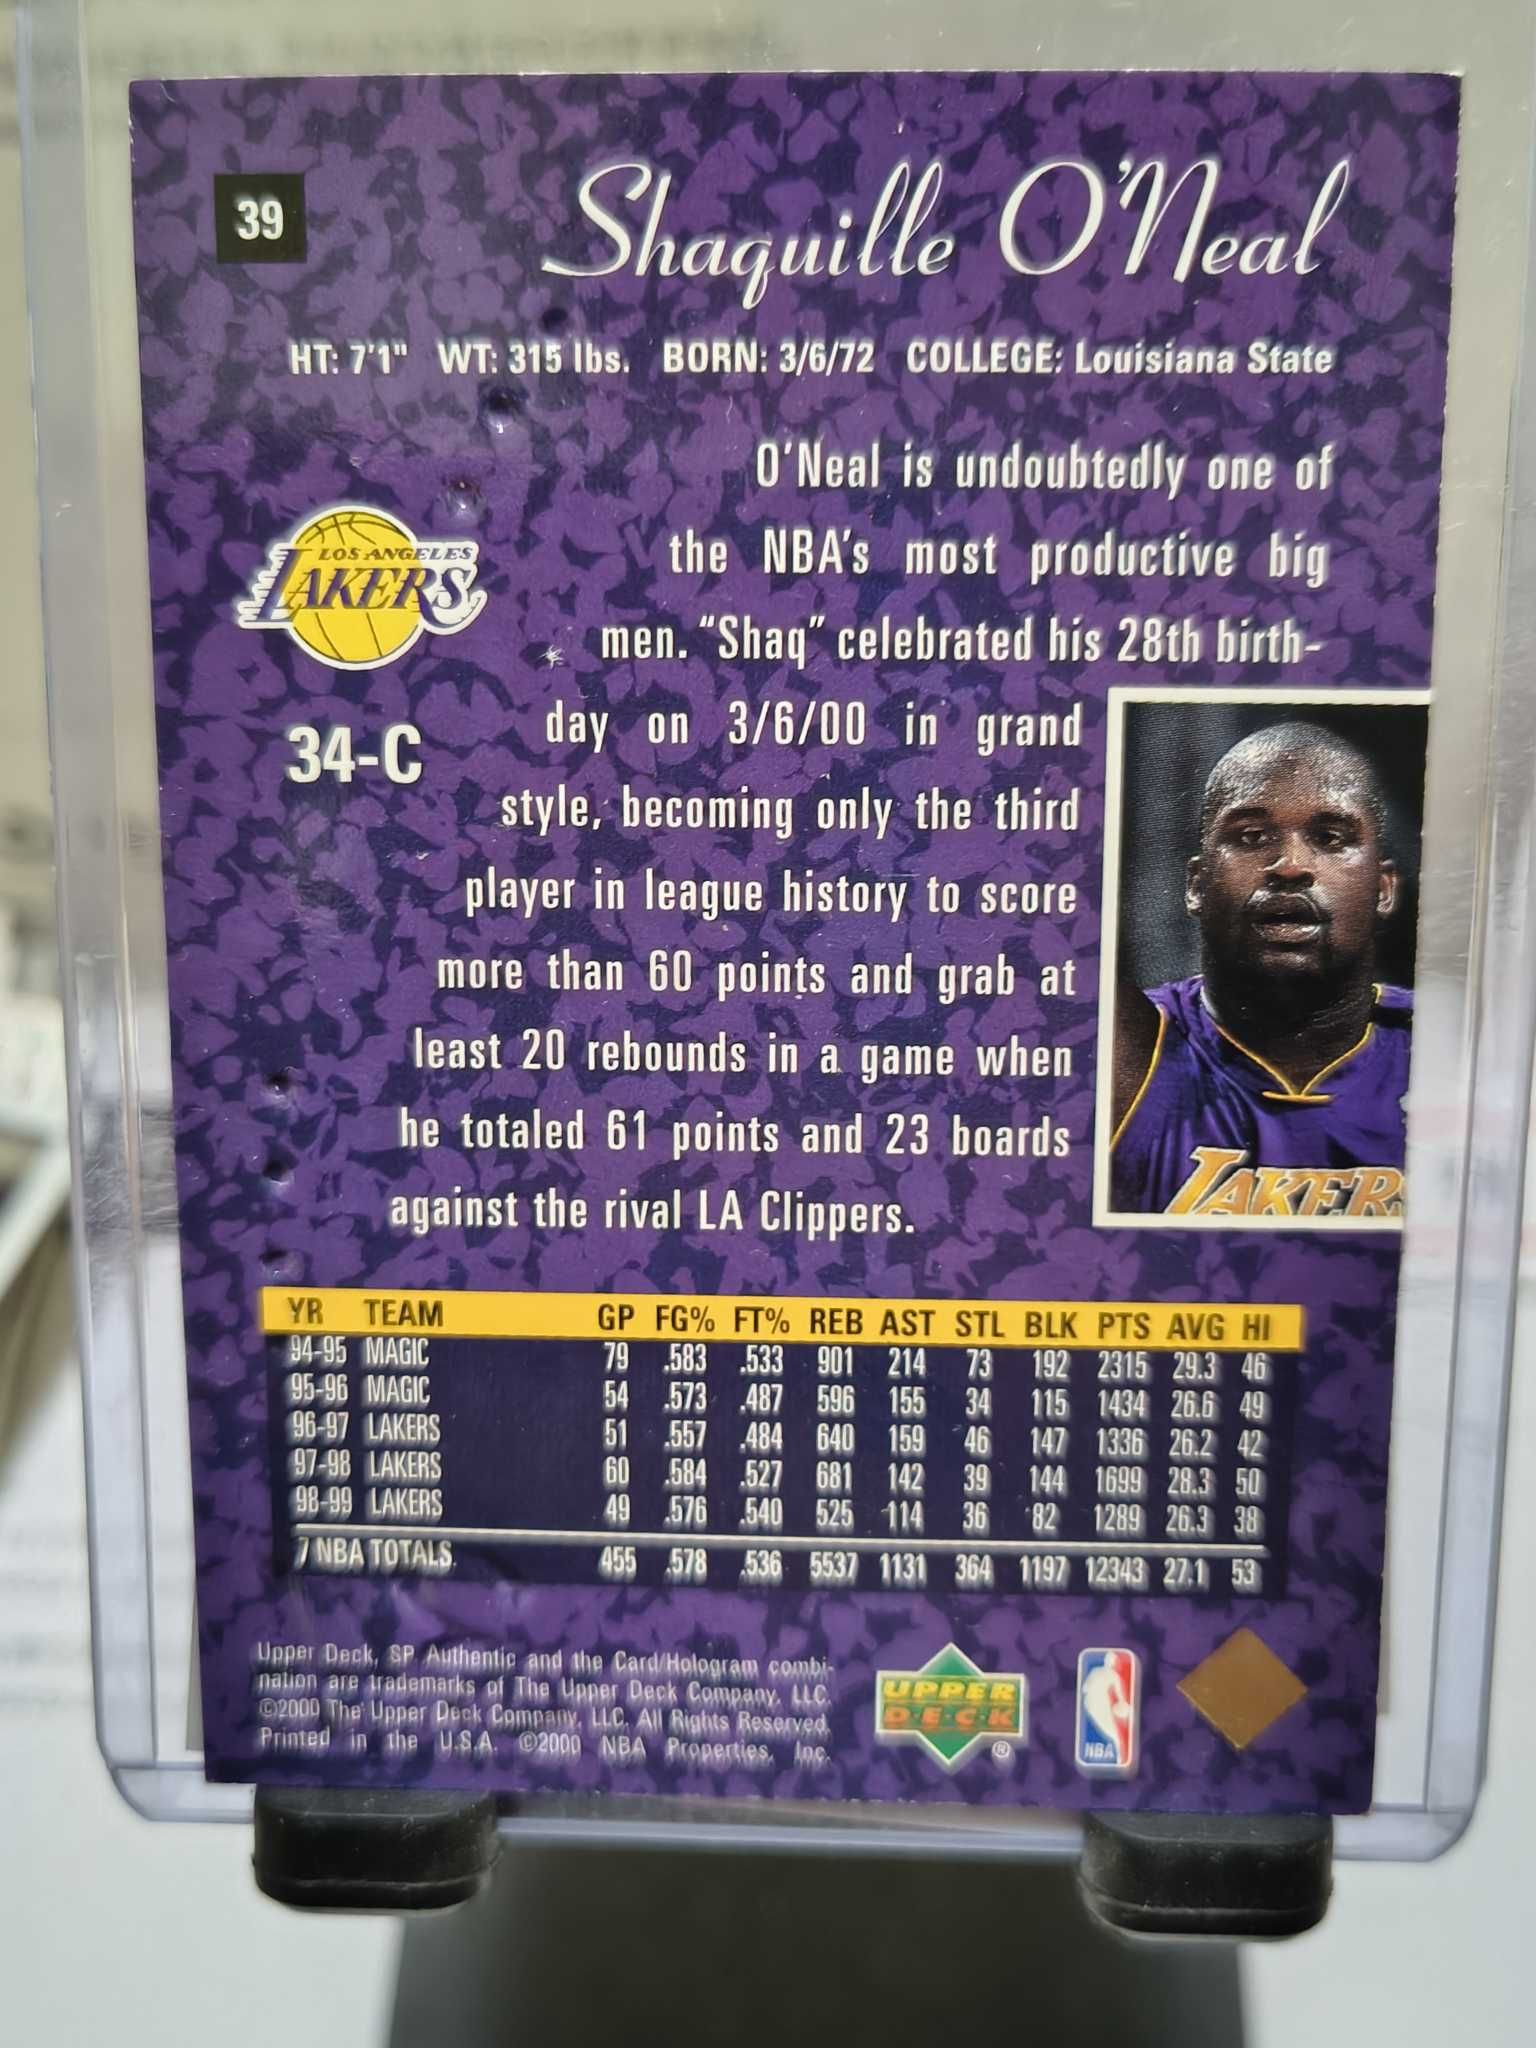 39
Shaquille O'Neal
HT: 7'1" WT: 315 lbs. BORN: 3/6/72 COLLEGE: Louisiana State
O'Neal is undoubtedly one of
the NBA's most productive big
men. "Shaq" celebrated his 28th birth-
day on 3/6/00 in grand
style, becoming only the third
player in league history to score
more than 60 points and grab at
least 20 rebounds in a game when
he totaled 61 points and 23 boards
against the rival LA Clippers.
LOS ANGELES
LAKERS
34-C
LAKERS
YR TEAM GP FG% FT% REB AST STL BLK PTS AVG HI
94-95 MAGIC 79 .583 .533 901 214 73 192 2315 29.3 46
95-96 MAGIC 54 .573 .487 596 155 34 115 1434 26.6 49
96-97 LAKERS 51 .557 .484 640 159 46 147 1336 26.2 42
97-98 LAKERS 60 .584 .527 681 142 39 144 1699 28.3 50
98-99 LAKERS 49 .576 .540 525 114 36 82 1289 26.3 38
7 NBA TOTALS 455 .578 .536 5537 1131 364 1197 12343 27.1 53
Upper Deck, SP Authentic and the Card/Hologram combi-
nation are trademarks of The Upper Deck Company, LLC.
©2000 The Upper Deck Company, LLC. All Rights Reserved.
Printed in the U.S.A. ©2000 NBA Properties, Inc.
UPPER
DECK
®
NBA